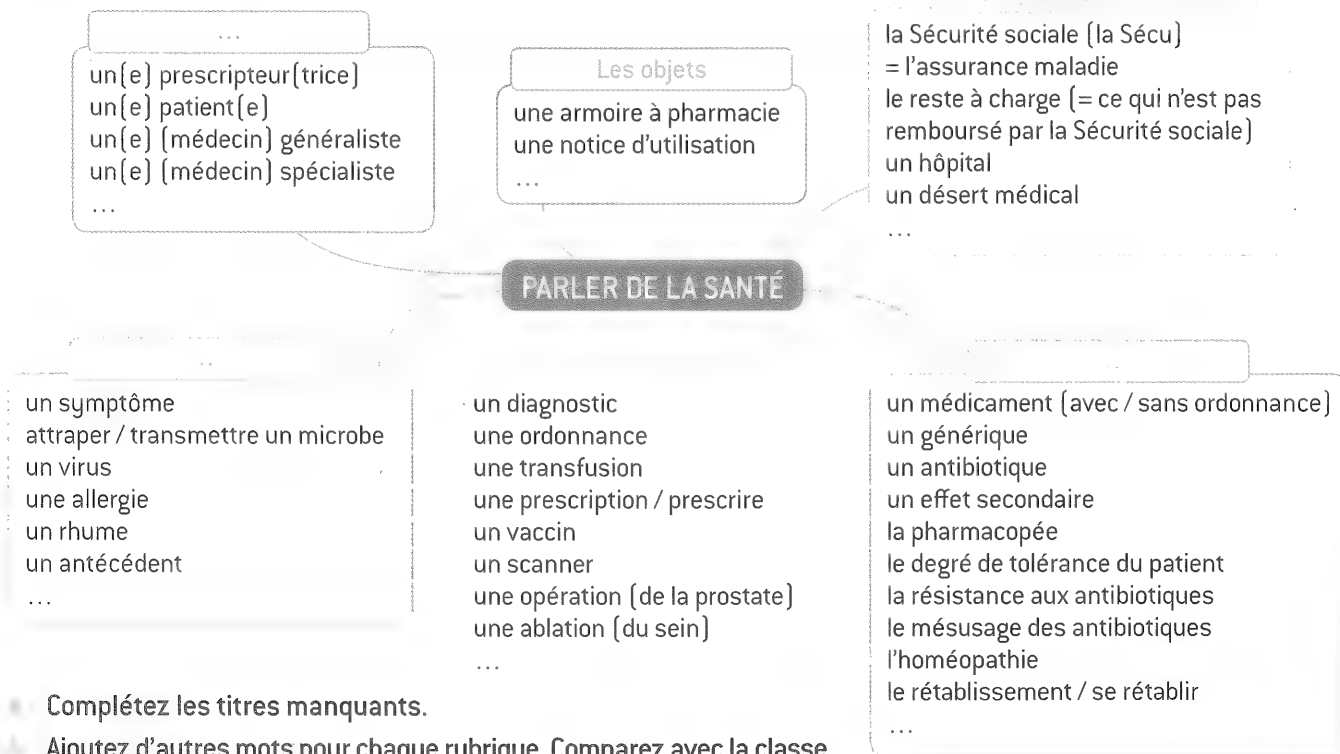 ...
un(e) prescripteur(trice)
un(e) patient(e)
un(e) (médecin) généraliste
un(e) (médecin) spécialiste
...
Les objets
une armoire à pharmacie
une notice d'utilisation
...
la Sécurité sociale (la Sécu)
= l'assurance maladie
le reste à charge (= ce qui n'est pas
remboursé par la Sécurité sociale)
un hôpital
un désert médical
...
PARLER DE LA SANTÉ
..
un symptôme
attraper / transmettre un microbe
un virus
une allergie
un rhume
un antécédent
...
un diagnostic
une ordonnance
une transfusion
une prescription / prescrire
un vaccin
un scanner
une opération (de la prostate)
une ablation (du sein)
...
un médicament (avec / sans ordonnance)
un générique
un antibiotique
un effet secondaire
la pharmacopée
le degré de tolérance du patient
la résistance aux antibiotiques
le mésusage des antibiotiques
l'homéopathie
le rétablissement / se rétablir
...
Complétez les titres manquants.
Ajoutez d'autres mots pour chaque rubrique. Comparez avec la classe